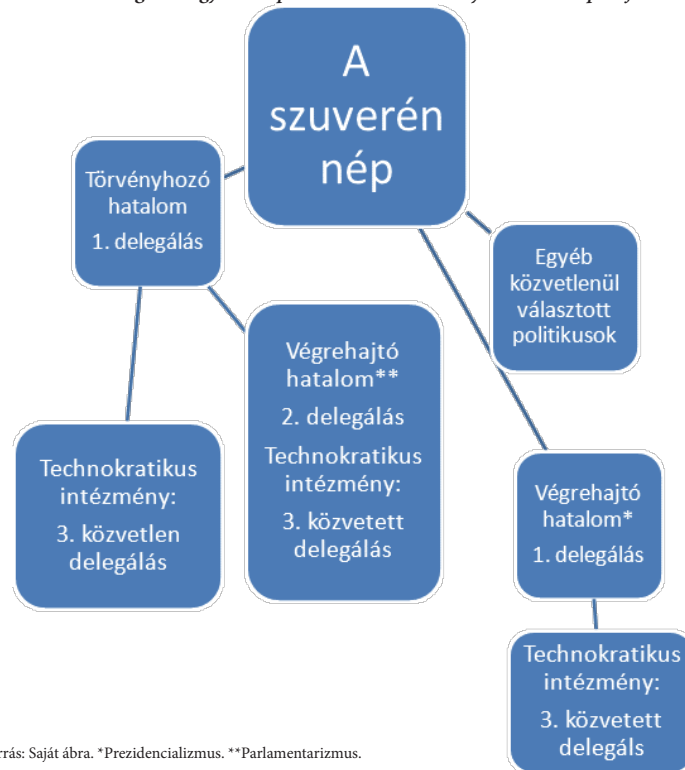 A
szuverén
nép
Törvényhozó
hatalom
1. delegálás
Egyéb
közvetlenül
választott
politikusok
Végrehajtó
hatalom**
2. delegálás
Technokratikus
intézmény:
3. közvetett
delegálás
Technokratikus
intézmény:
3. közvetlen
delegálás
Végrehajtó
hatalom*
1. delegálás
Technokratikus
intézmény:
3. közvetett
delegáls
rrás: Saját ábra. *Prezidencializmus. **Parlamentarizmus.